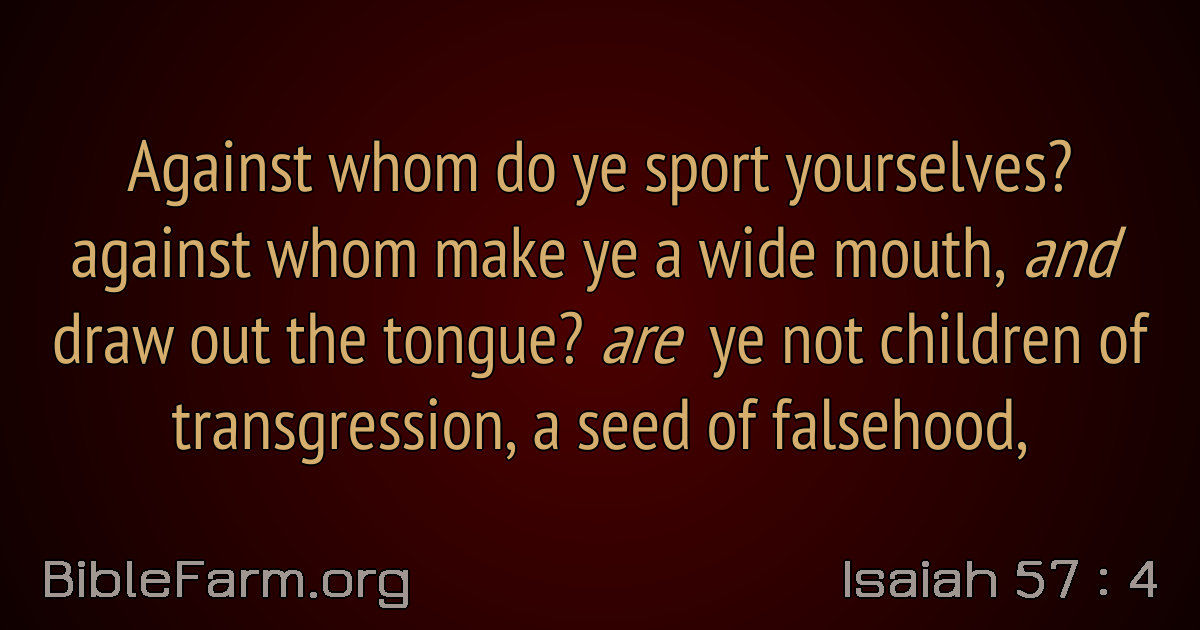 Against whom do ye sport yourselves?
against whom make ye a wide mouth, and
draw out the tongue? are ye not children of
transgression, a seed of falsehood,
BibleFarm.org
Isaiah 57 : 4